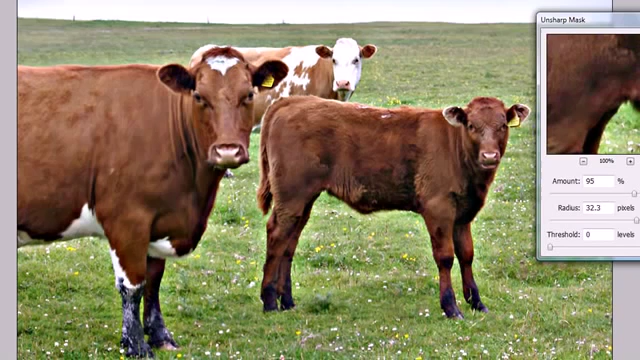 Unsharp Mask
100%
Amount: 95 %
Radius: 32.3 pixels
Threshold: 0 levels